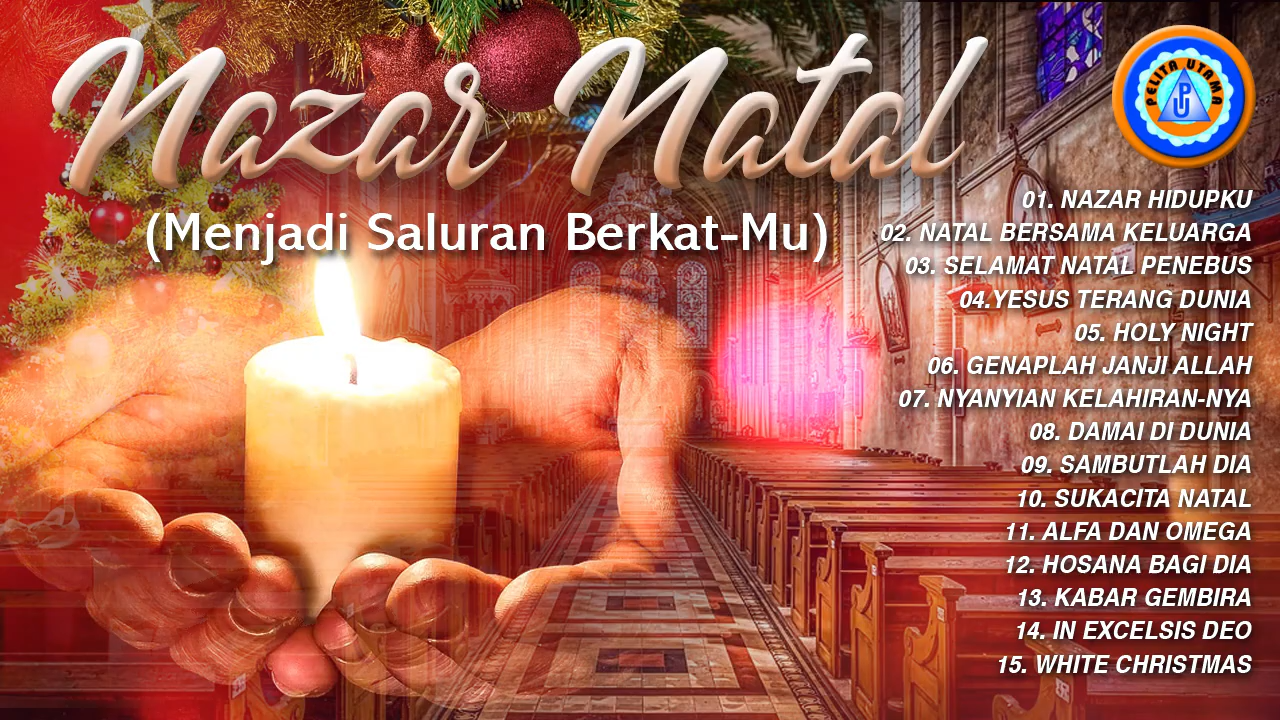 Nazar Natal
(Menjadi Saluran Berkat-Mu)
PELITA UTAMA
PU
01. NAZAR HIDUPKU
02. NATAL BERSAMA KELUARGA
03. SELAMAT NATAL PENEBUS
04.YESUS TERANG DUNIA
05. HOLY NIGHT
06. GENAPLAH JANJI ALLAH
07. NYANYIAN KELAHIRAN-NYA
08. DAMAI DI DUNIA
09. SAMBUTLAH DIA
10. SUKACITA NATAL
11. ALFA DAN OMEGA
12. HOSANA BAGI DIA
13. KABAR GEMBIRA
14. IN EXCELSIS DEO
15. WHITE CHRISTMAS